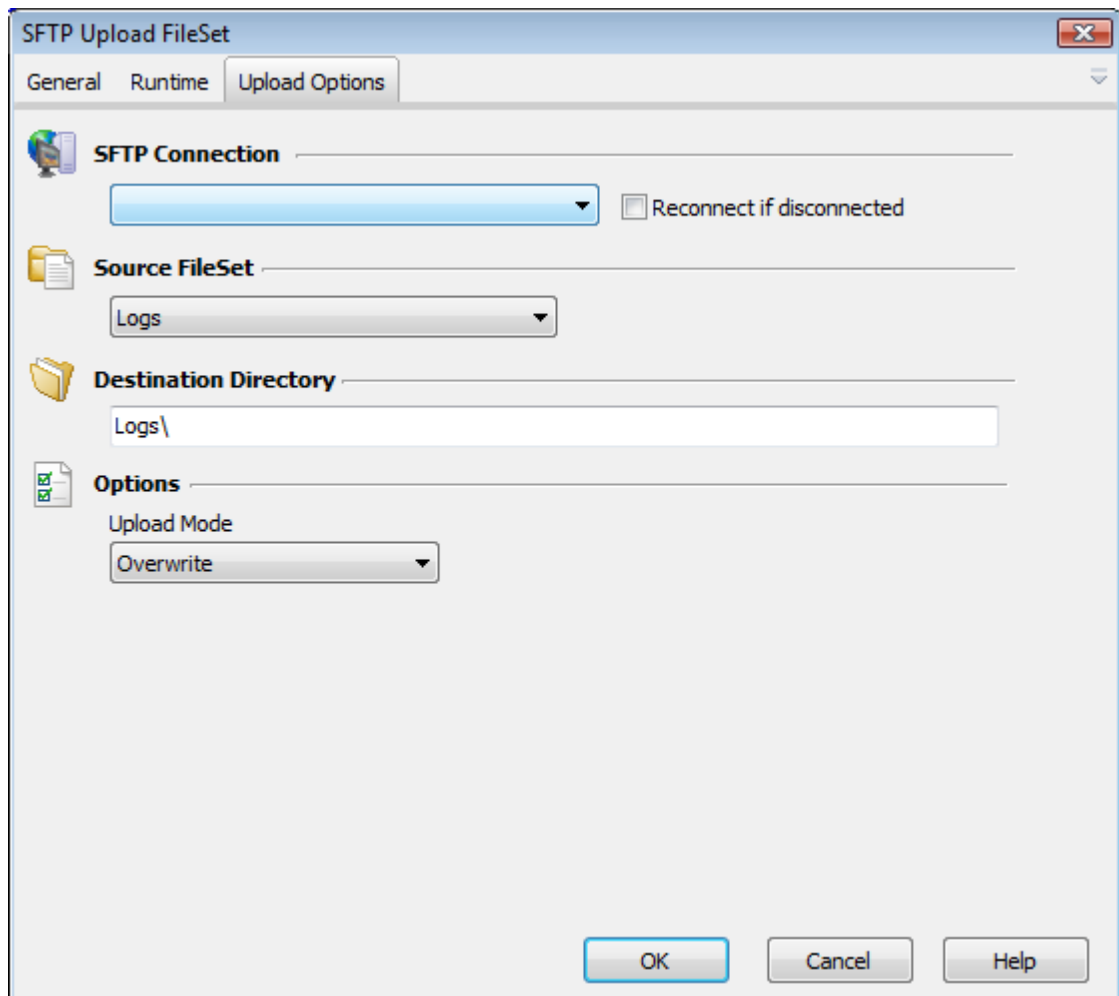 SFTP Upload FileSet
General Runtime Upload Options
SFTP Connection
Reconnect if disconnected
Source FileSet
Logs
Destination Directory
Logs\
Options
Upload Mode
Overwrite
OK Cancel Help